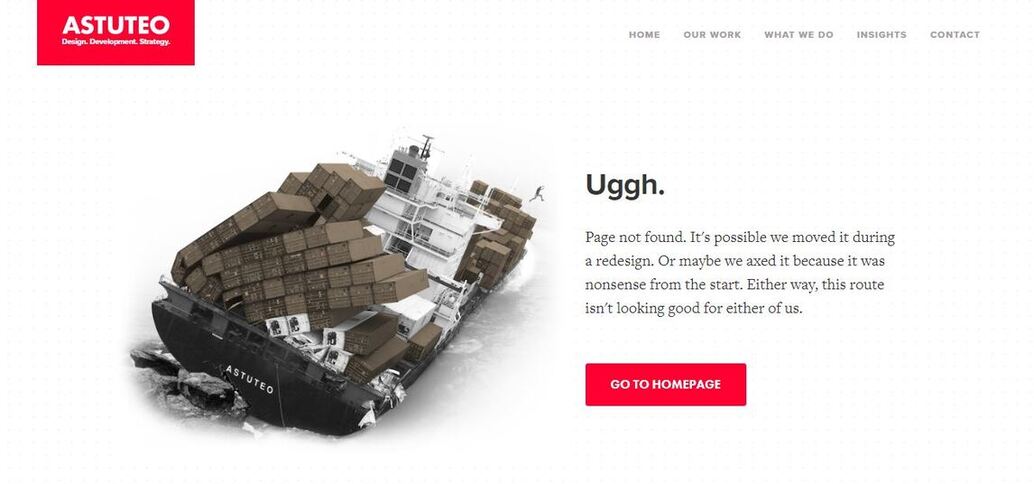 ASTUTEO
Design. Development. Strategy.
HOME OUR WORK WHAT WE DO INSIGHTS CONTACT
Uggh.
Page not found. It's possible we moved it during
a redesign. Or maybe we axed it because it was
nonsense from the start. Either way, this route
isn't looking good for either of us.
GO TO HOMEPAGE
ASTUTEO